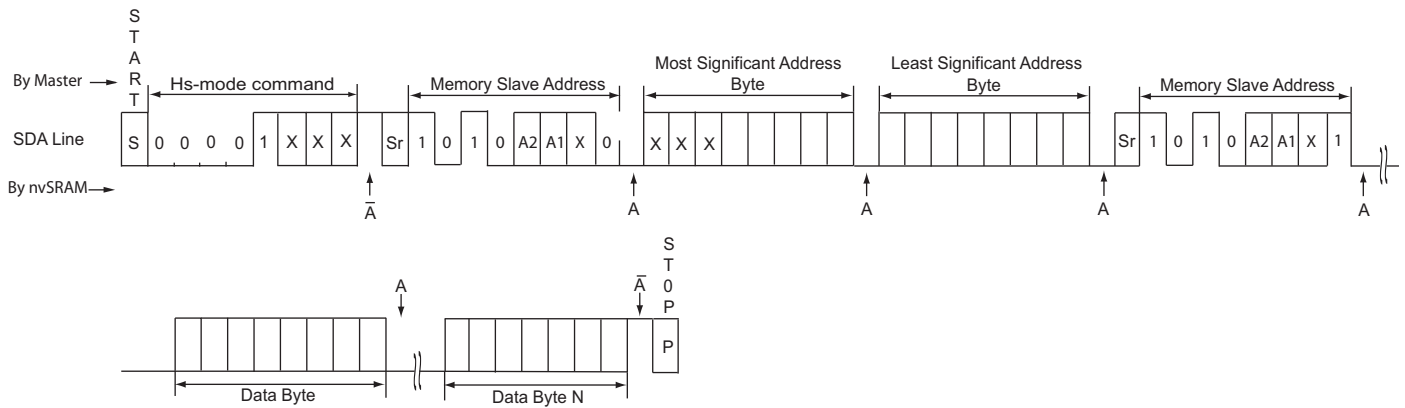 START
By Master
Hs-mode command
Memory Slave Address
Most Significant Address
Byte
Least Significant Address
Byte
Memory Slave Address
SDA Line
S 0 0 0 0 1 X X X Sr 1 0 1 0 A2 A1 X 0 X X X Sr 1 0 1 0 A2 A1 X 1
By nvSRAM
A̅ A A A A
A A̅ ST0P
P
Data Byte
Data Byte N